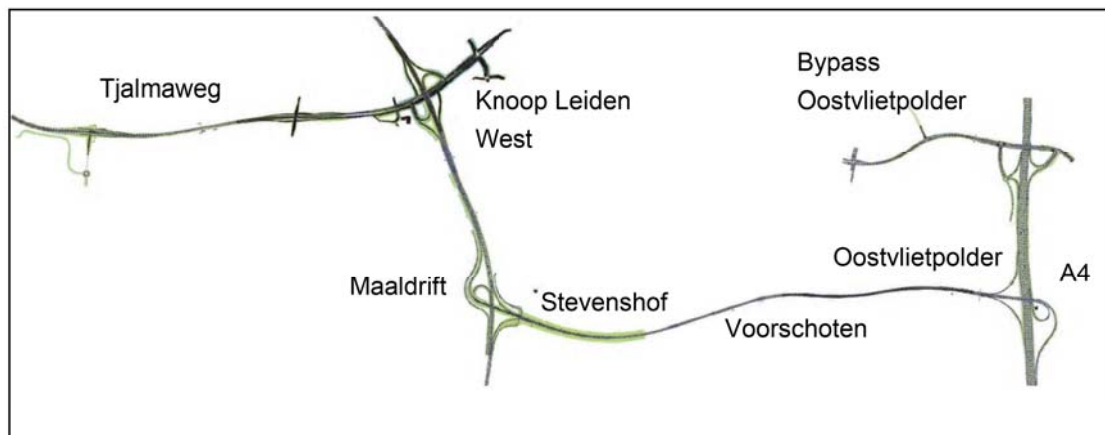 Tjalmaweg
Knoop Leiden
West
Bypass
Oostvlietpolder
Maaldrift
Stevenshof
Voorschoten
Oostvlietpolder
A4